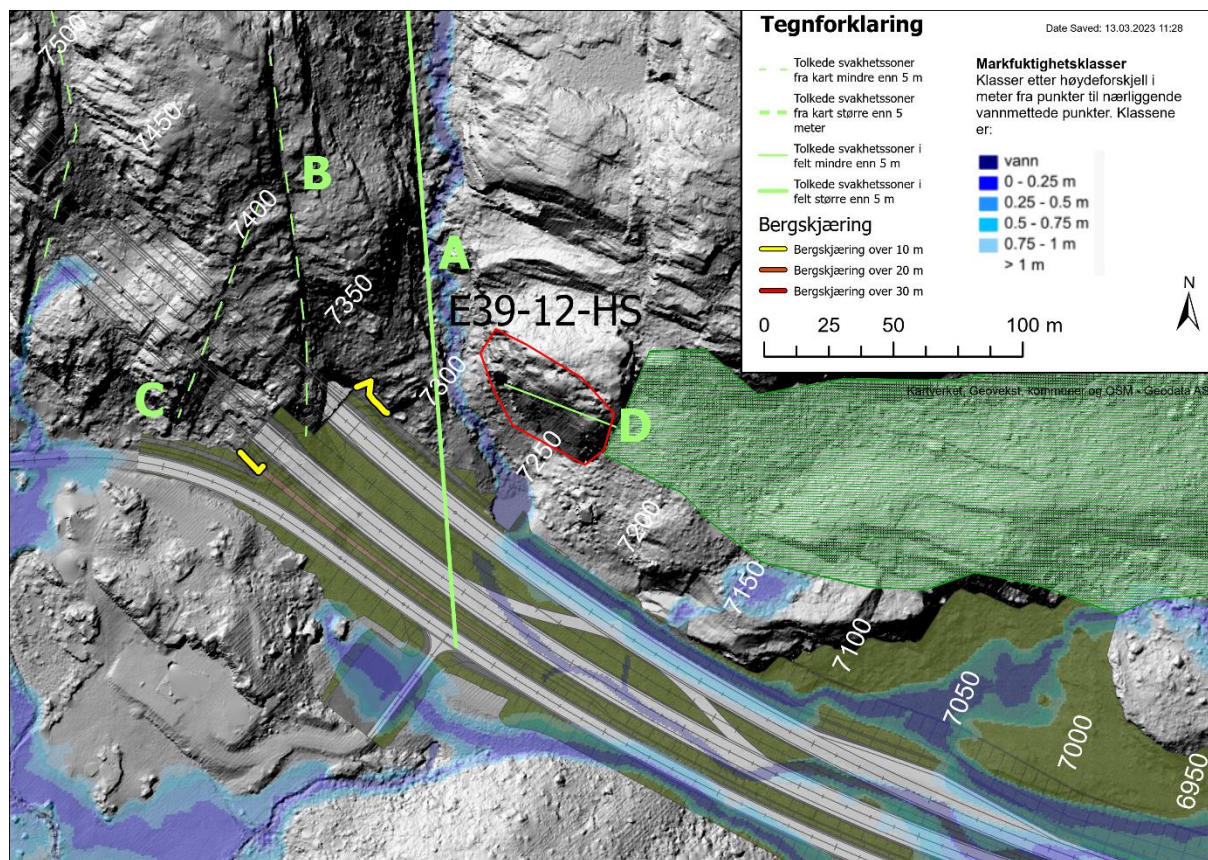 Tegnforklaring
Date Saved: 13.03.2023 11:28
Tolkede svakhetssoner
fra kart mindre enn 5 m
Tolkede svakhetssoner
fra kart større enn 5
meter
Tolkede svakhetssoner i
felt mindre enn 5 m
Tolkede svakhetssoner i
felt større enn 5 m
Bergskjæring
Bergskjæring over 10 m
Bergskjæring over 20 m
Bergskjæring over 30 m
Markfuktighetsklasser
Klasser etter høydeforskjell i
meter fra punkter til nærliggende
vannmettede punkter. Klassene
er:
vann
0 - 0.25 m
0.25 - 0.5 m
0.5 - 0.75 m
0.75 - 1 m
> 1 m
N
0 25 50 100 m
Kartverket, Geovekst, kommuner og OSM - Geodata AS
7500
7450
B
7400
A
7350
E39-12-HS
7300
C
D
7250
7200
7150
7100
7050
7000
6950